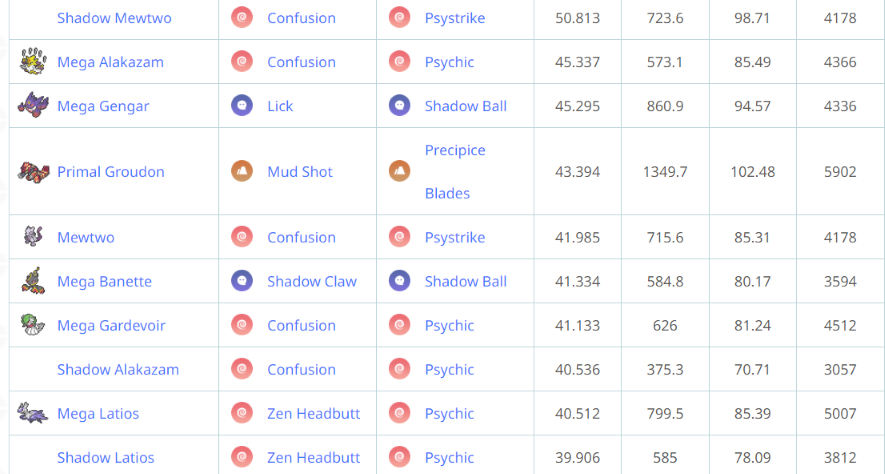 Shadow Mewtwo Confusion Psystrike 50.813 723.6 98.71 4178
Mega Alakazam Confusion Psychic 45.337 573.1 85.49 4366
Mega Gengar Lick Shadow Ball 45.295 860.9 94.57 4336
Primal Groudon Mud Shot Precipice Blades 43.394 1349.7 102.48 5902
Mewtwo Confusion Psystrike 41.985 715.6 85.31 4178
Mega Banette Shadow Claw Shadow Ball 41.334 584.8 80.17 3594
Mega Gardevoir Confusion Psychic 41.133 626 81.24 4512
Shadow Alakazam Confusion Psychic 40.536 375.3 70.71 3057
Mega Latios Zen Headbutt Psychic 40.512 799.5 85.39 5007
Shadow Latios Zen Headbutt Psychic 39.906 585 78.09 3812